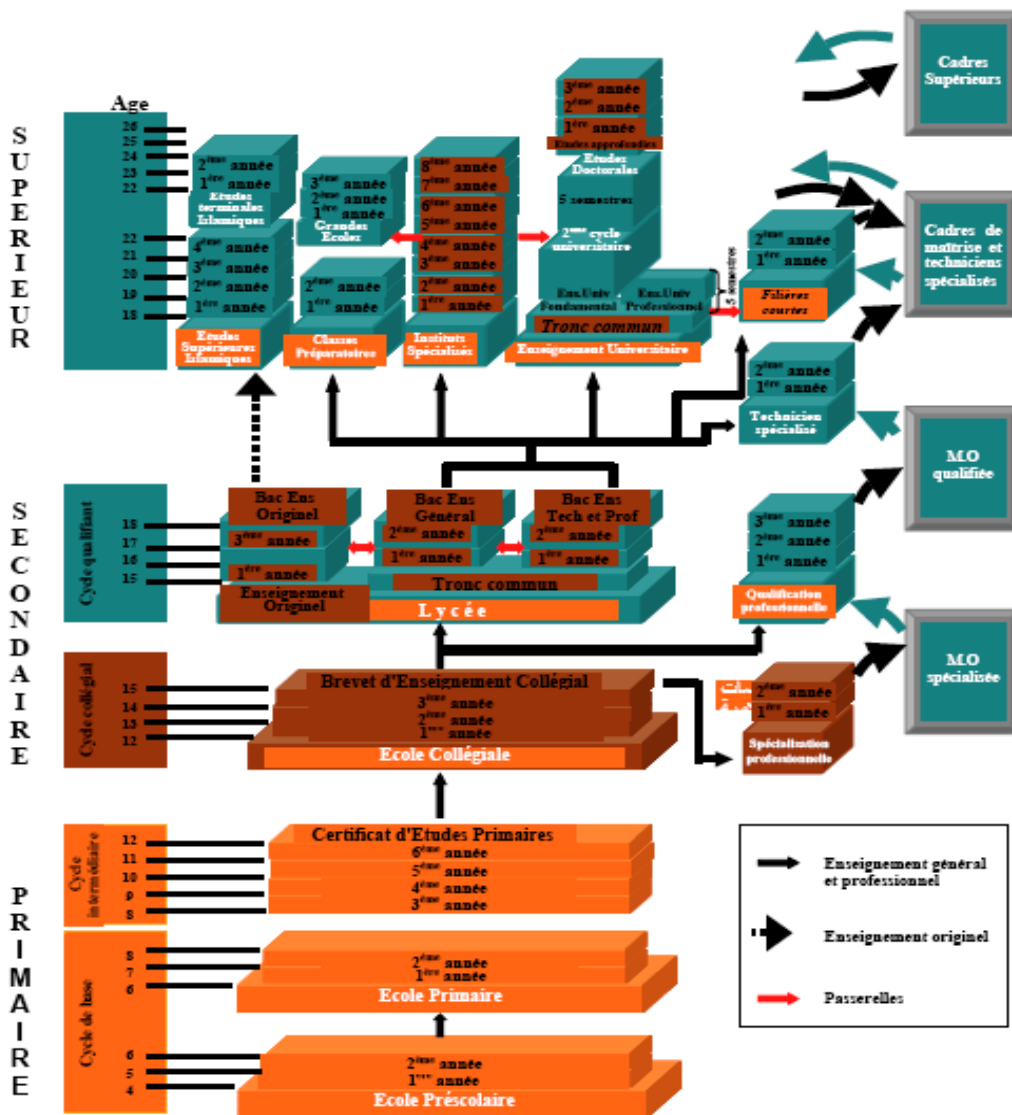 SUPERIEUR
Age
26
25
24
23
22
22
21
20
19
18
2ème année
1ère année
Etudes
terminales
Islamiques
4ème année
3ème année
2ème année
1ère année
Etudes
Supérieures
Islamiques
3ème année
2ème année
1ère année
Grandes
Ecoles
2ème année
1ère année
Classes
Préparatoires
8ème année
7ème année
6ème année
5ème année
4ème année
3ème année
2ème année
1ère année
Instituts
Spécialisés
3ème année
2ème année
1ère année
Etudes approfondies
Etudes
Doctorales
5 semestres
2ème cycle
universitaire
Ens.Univ
Fondamental
Ens.Univ
Professionnel
5 semestres
Tronc commun
Enseignement Universitaire
2ème année
1ère année
Filières
courtes
2ème année
1ère année
Technicien
spécialisé
Cadres
Supérieurs
Cadres de
maîtrise et
techniciens
spécialisés
M.O
qualifiée
M.O
spécialisée
SECONDAIRE
Cycle qualifiant
18
17
16
15
Bac Ens
Originel
3ème année
1ère année
Enseignement
Originel
Bac Ens
Général
2ème année
1ère année
Bac Ens
Tech et Prof
2ème année
1ère année
Tronc commun
Lycée
3ème année
2ème année
1ère année
Qualification
professionnelle
Cycle collégial
15
14
13
12
Brevet d'Enseignement Collégial
3ème année
2ème année
1ère année
Ecole Collégiale
2ème année
1ère année
Spécialisation
professionnelle
PRIMAIRE
Cycle
intermédiaire
12
11
10
9
8
Certificat d'Etudes Primaires
6ème année
5ème année
4ème année
3ème année
Cycle de base
8
7
6
2ème année
1ère année
Ecole Primaire
6
5
4
2ème année
1ère année
Ecole Préscolaire
Enseignement général
et professionnel
Enseignement originel
Passerelles